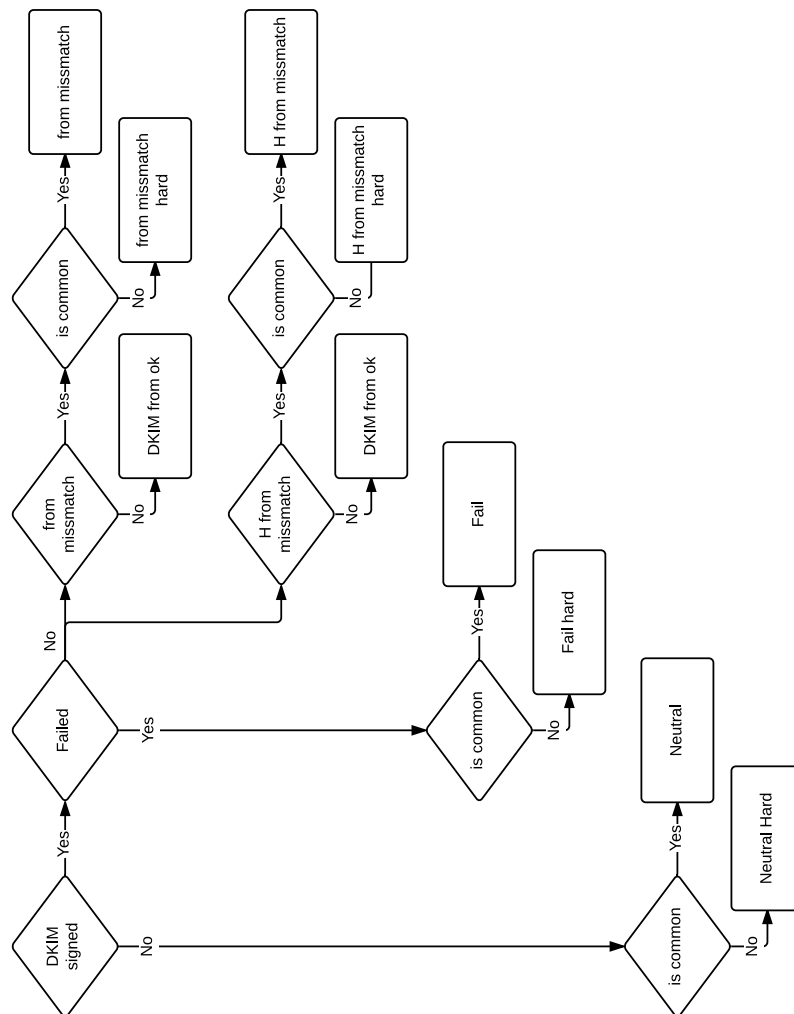 DKIM
signed
Yes
Failed
No
from
missmatch
Yes
is common
Yes
from missmatch
No
Yes
No
DKIM from ok
No
from missmatch
hard
H from
missmatch
Yes
is common
Yes
H from missmatch
No
DKIM from ok
No
H from missmatch
hard
is common
Yes
Fail
No
Fail hard
is common
Yes
Neutral
No
Neutral Hard